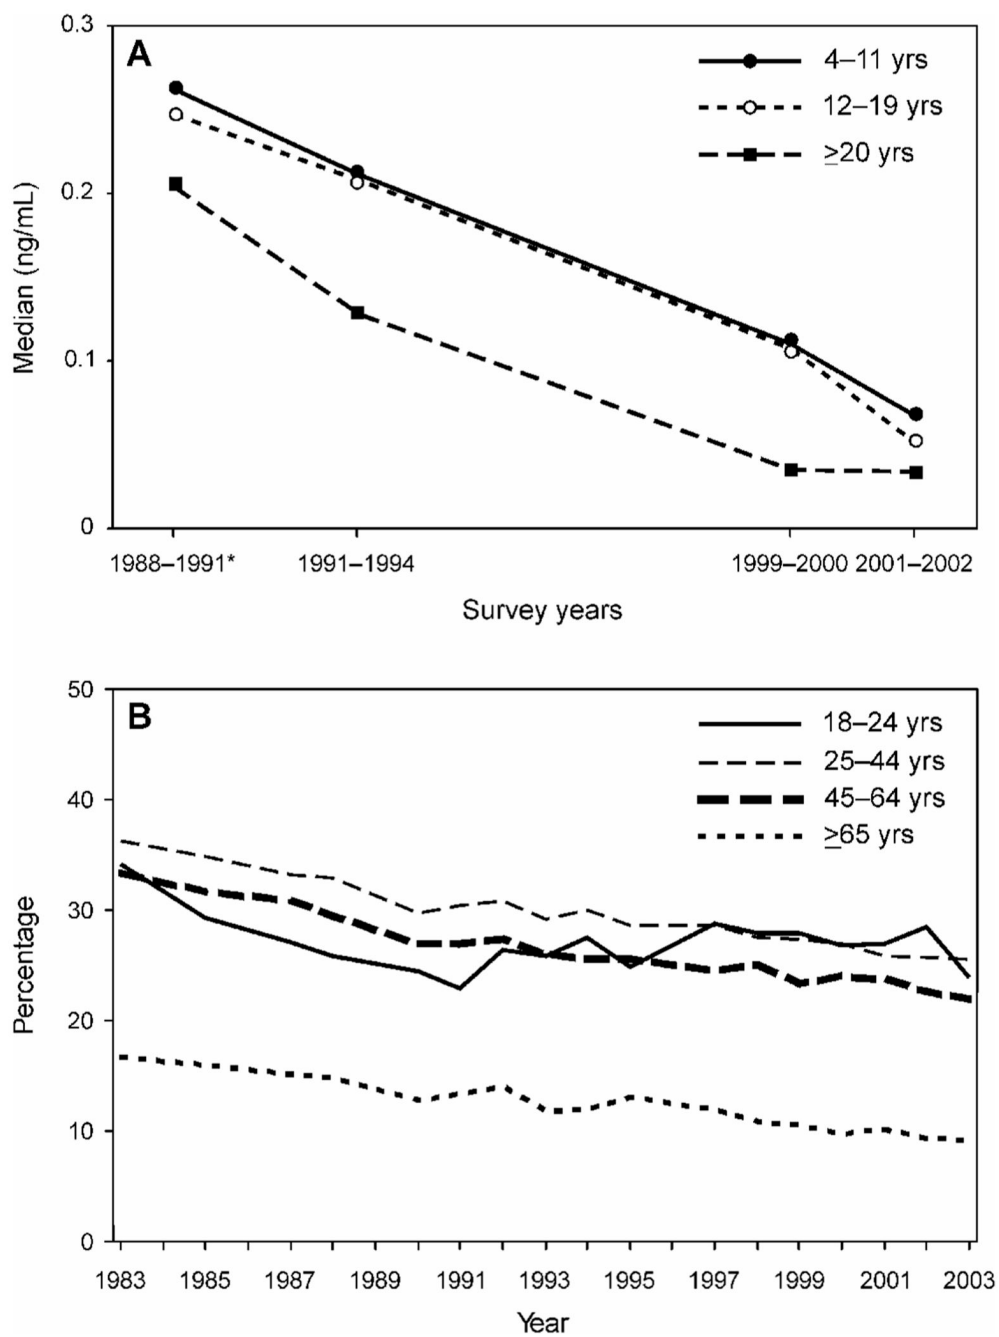 A
4–11 yrs
12–19 yrs
≥20 yrs
0.3
0.2
0.1
0
Median (ng/mL)
1988–1991* 1991–1994 1999–2000 2001–2002
Survey years
B
18–24 yrs
25–44 yrs
45–64 yrs
≥65 yrs
50
40
30
20
10
0
Percentage
1983 1985 1987 1989 1991 1993 1995 1997 1999 2001 2003
Year